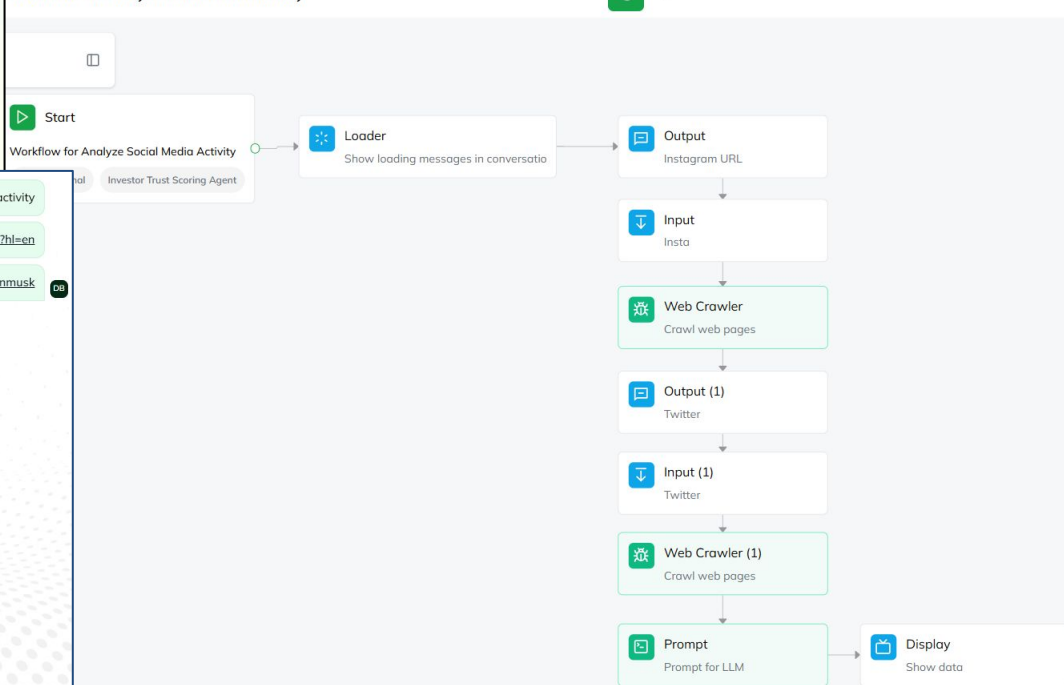 Start
Workflow for Analyze Social Media Activity
Investor Trust Scoring Agent
?hl=en
DB
Loader
Show loading messages in conversatio
Output
Instagram URL
Input
Insta
Web Crawler
Crawl web pages
Output (1)
Twitter
Input (1)
Twitter
Web Crawler (1)
Crawl web pages
Prompt
Prompt for LLM
Display
Show data